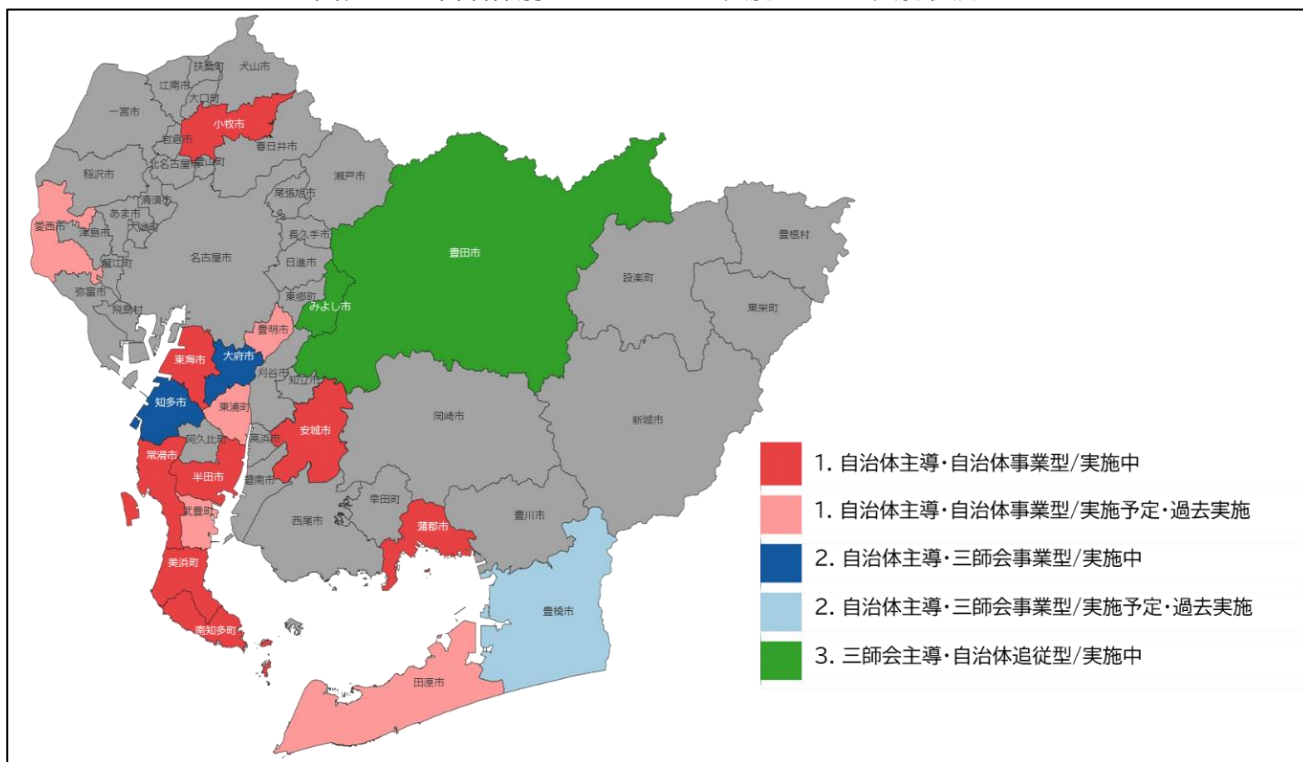 扶桑町
犬山市
江南市
大口町
一宮市
小牧市
岩倉市
春日井市
北名古屋市
豊山町
稲沢市
瀬戸市
尾張旭市
清須市
あま市
愛西市
津島市
大治町
長久手市
豊根村
名古屋市
豊田市
蟹江町
日進市
設楽町
弥富市
東郷町
飛島村
みよし市
東栄町
豊明市
東海市
大府市
刈谷市
知立市
知多市
東浦町
岡崎市
新城市
安城市
阿久比町
高浜市
常滑市
半田市
碧南市
幸田町
武豊町
西尾市
豊川市
蒲郡市
美浜町
豊橋市
南知多町
田原市
1. 自治体主導・自治体事業型/実施中
1. 自治体主導・自治体事業型/実施予定・過去実施
2. 自治体主導・三師会事業型/実施中
2. 自治体主導・三師会事業型/実施予定・過去実施
3. 三師会主導・自治体追従型/実施中